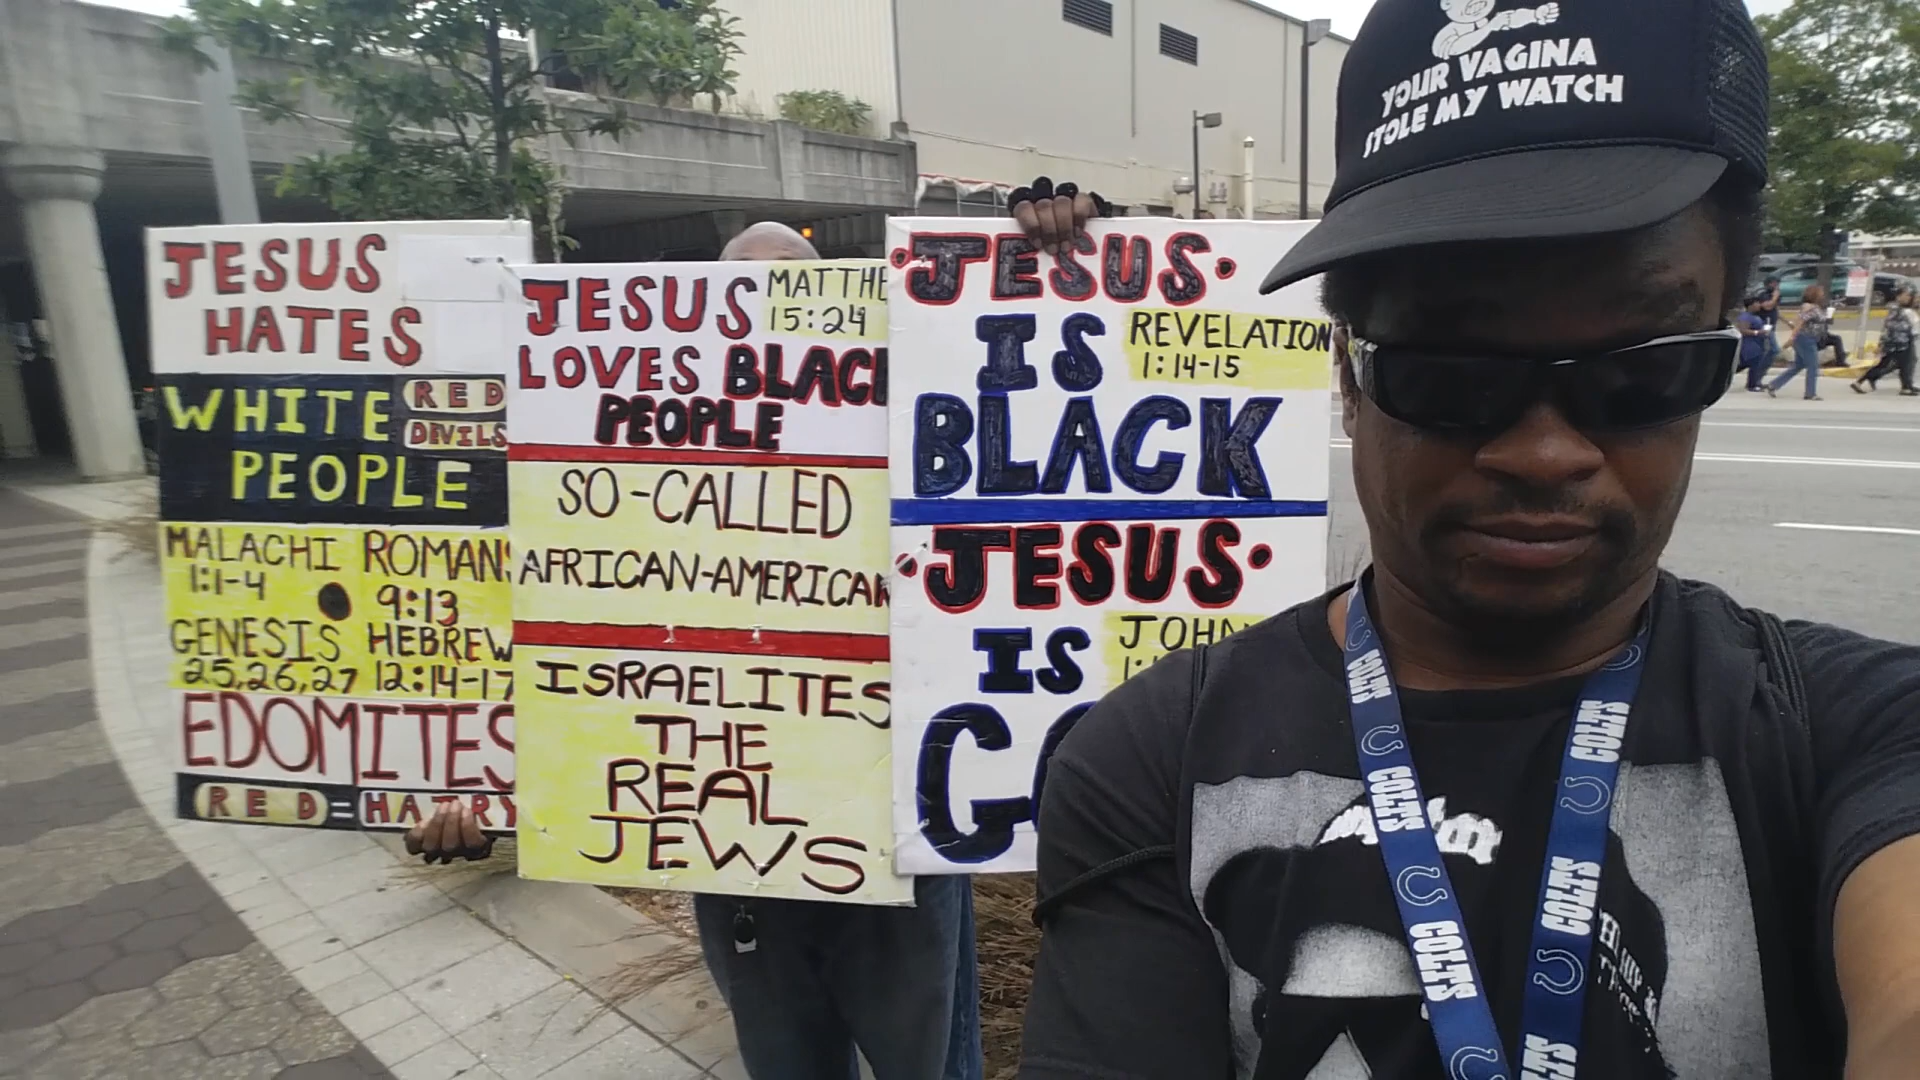 JESUS
HATES
WHITE RED
DEVILS
PEOPLE
MALACHI ROMANS
1:1-4 9:13
GENESIS HEBREW
25,26,27 12:14-17
EDOMITES
RED=HAIRY
JESUS MATTHE
15:24
LOVES BLACK
PEOPLE
SO-CALLED
AFRICAN-AMERICAN
ISRAELITES
THE
REAL
JEWS
JESUS
IS REVELATION
1:14-15
BLACK
JESUS
IS JOHN
YOUR VAGINA
STOLE MY WATCH
COLTS
COLTS
COLTS
COLTS
COLTS
COLTS